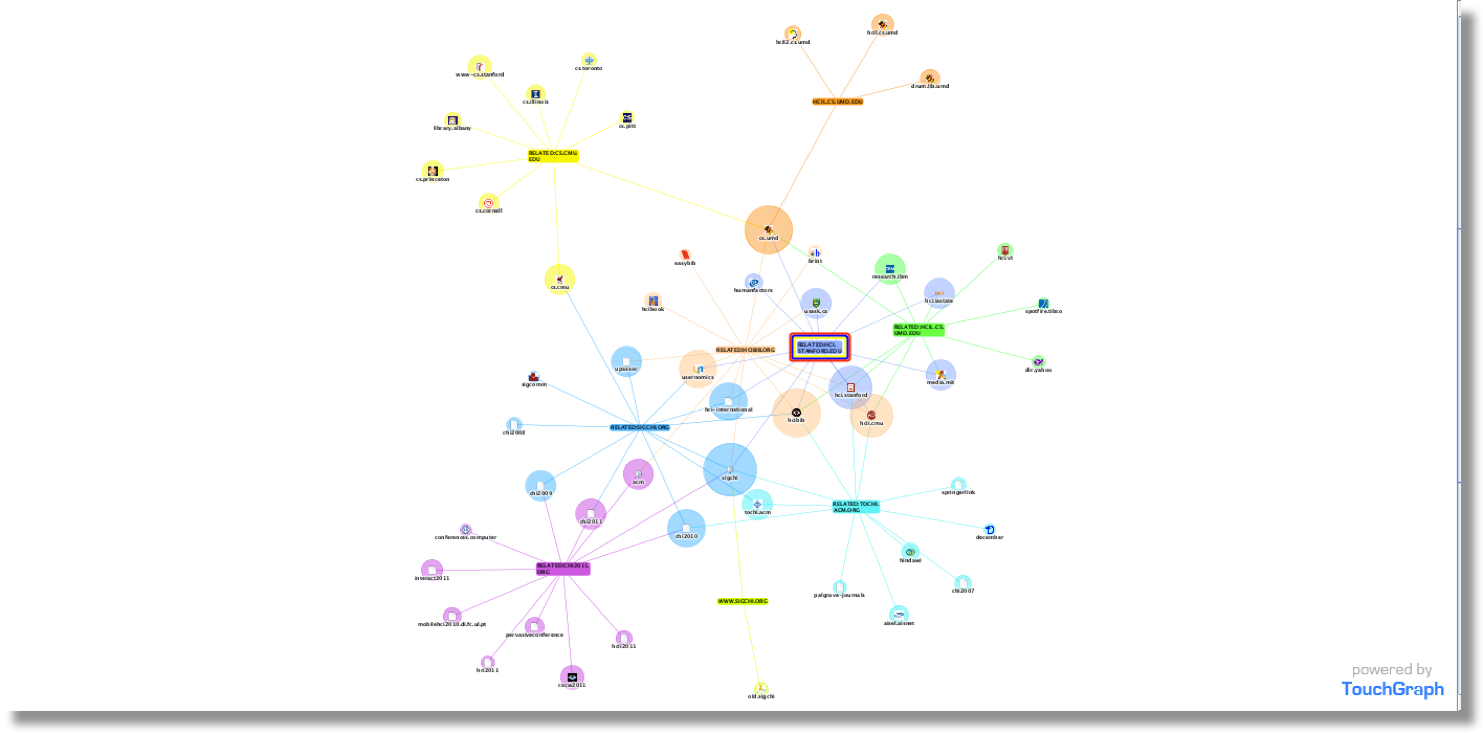 hcil.cs.umd
hcil2.cs.umd
www-cs.stanford
cs.toronto
drum.lib.umd
cs.illinois
HCIL.CS.UMD.EDU
library.albany
cs.pitt
RELATED:CS.CMU.
EDU
cs.princeton
cs.cornell
cs.umd
easybib
hci.vt
research.ibm
cs.cmu
humanfactors
hci.iastate
hcibook
usask.cs
spotfire.tibco
RELATED:HCIL.CS.
UMD.EDU
RELATED:HCI.
STANFORD.EDU
RELATED:HCIBIB.ORG
upassoc
usernomics
dir.yahoo
sigcomm
media.mit
hci.stanford
hci-international
hcibib
hcii.cmu
chi2008
RELATED:SIGCHI.ORG
acm
sigchi
chi2009
springerlink
RELATED:TOCHI.
ACM.ORG
tochi.acm
chi2011
conferences.computer
chi2010
december
hindawi
RELATED:CHI2011.
ORG
interact2011
palgrave-journals
chi2007
WWW.SIGCHI.ORG
mobilehci2010.di.fc.ul.pt
aisel.aisnet
pervasiveconference
hcii2011
hri2011
cscw2011
old.sigchi
powered by
TouchGraph